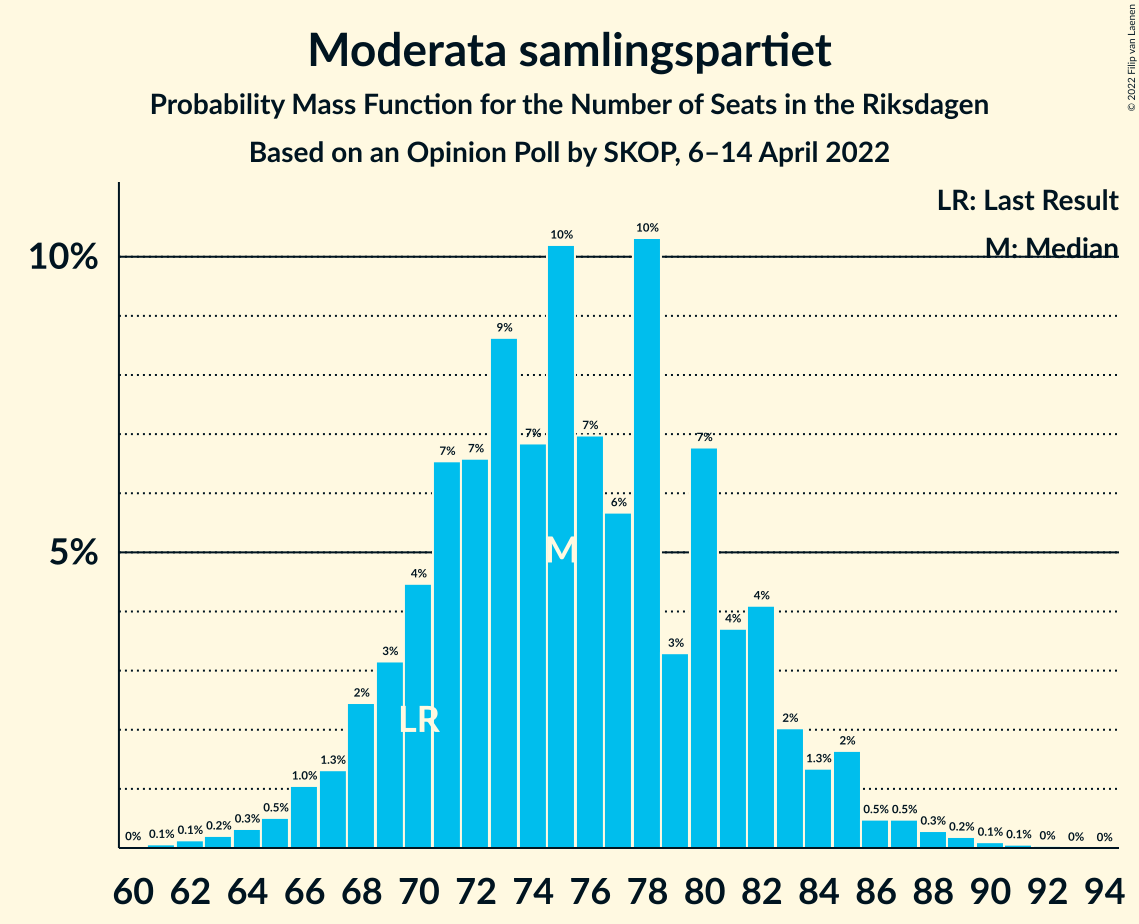 Moderata samlingspartiet
Probability Mass Function for the Number of Seats in the Riksdagen
Based on an Opinion Poll by SKOP, 6–14 April 2022
© 2022 Filip van Laenen
LR: Last Result
M: Median
10%
5%
0% 0.1% 0.1% 0.2% 0.3% 0.5% 1.0% 1.3% 2% 3% 4% 7% 7% 9% 7% 10% 7% 6% 10% 3% 7% 4% 4% 2% 1.3% 2% 0.5% 0.5% 0.3% 0.2% 0.1% 0.1% 0% 0% 0%
M
LR
60 62 64 66 68 70 72 74 76 78 80 82 84 86 88 90 92 94